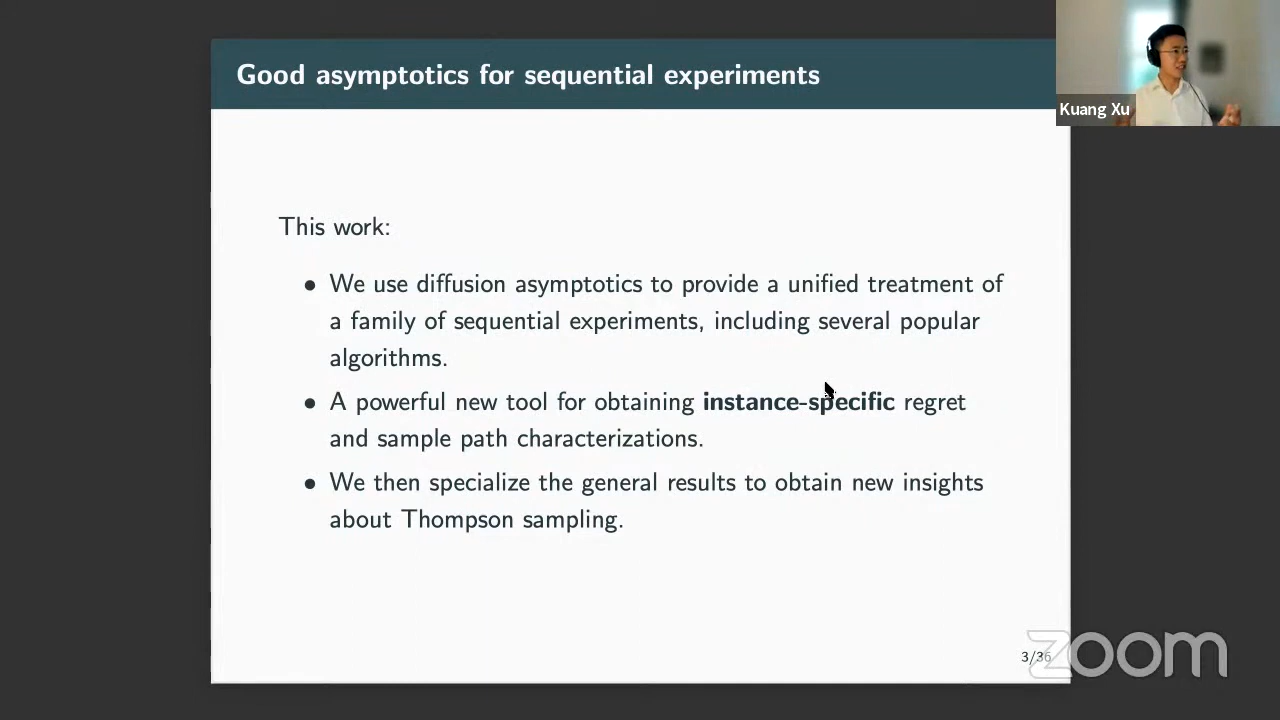 Good asymptotics for sequential experiments
Kuang Xu
This work:
• We use diffusion asymptotics to provide a unified treatment of
a family of sequential experiments, including several popular
algorithms.
• A powerful new tool for obtaining instance-specific regret
and sample path characterizations.
• We then specialize the general results to obtain new insights
about Thompson sampling.
3/36
zoom